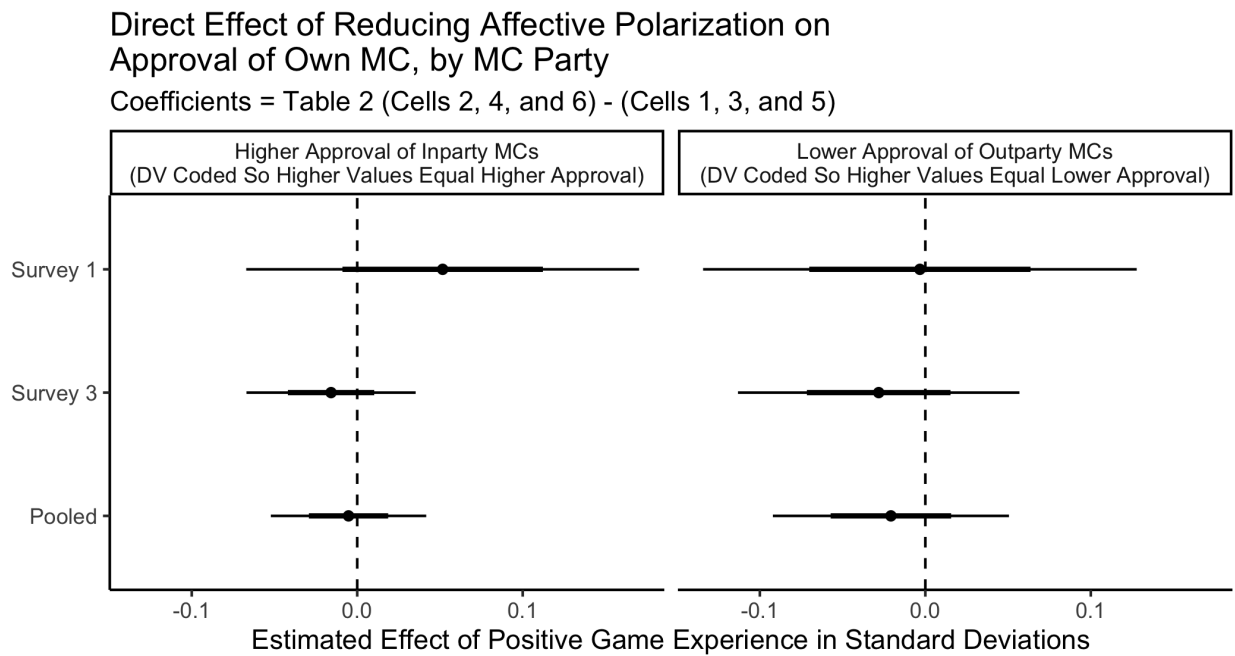 Direct Effect of Reducing Affective Polarization on
Approval of Own MC, by MC Party
Coefficients = Table 2 (Cells 2, 4, and 6) - (Cells 1, 3, and 5)
Higher Approval of Inparty MCs
(DV Coded So Higher Values Equal Higher Approval)
Lower Approval of Outparty MCs
(DV Coded So Higher Values Equal Lower Approval)
Survey 1
Survey 3
Pooled
-0.1 0.0 0.1
-0.1 0.0 0.1
Estimated Effect of Positive Game Experience in Standard Deviations